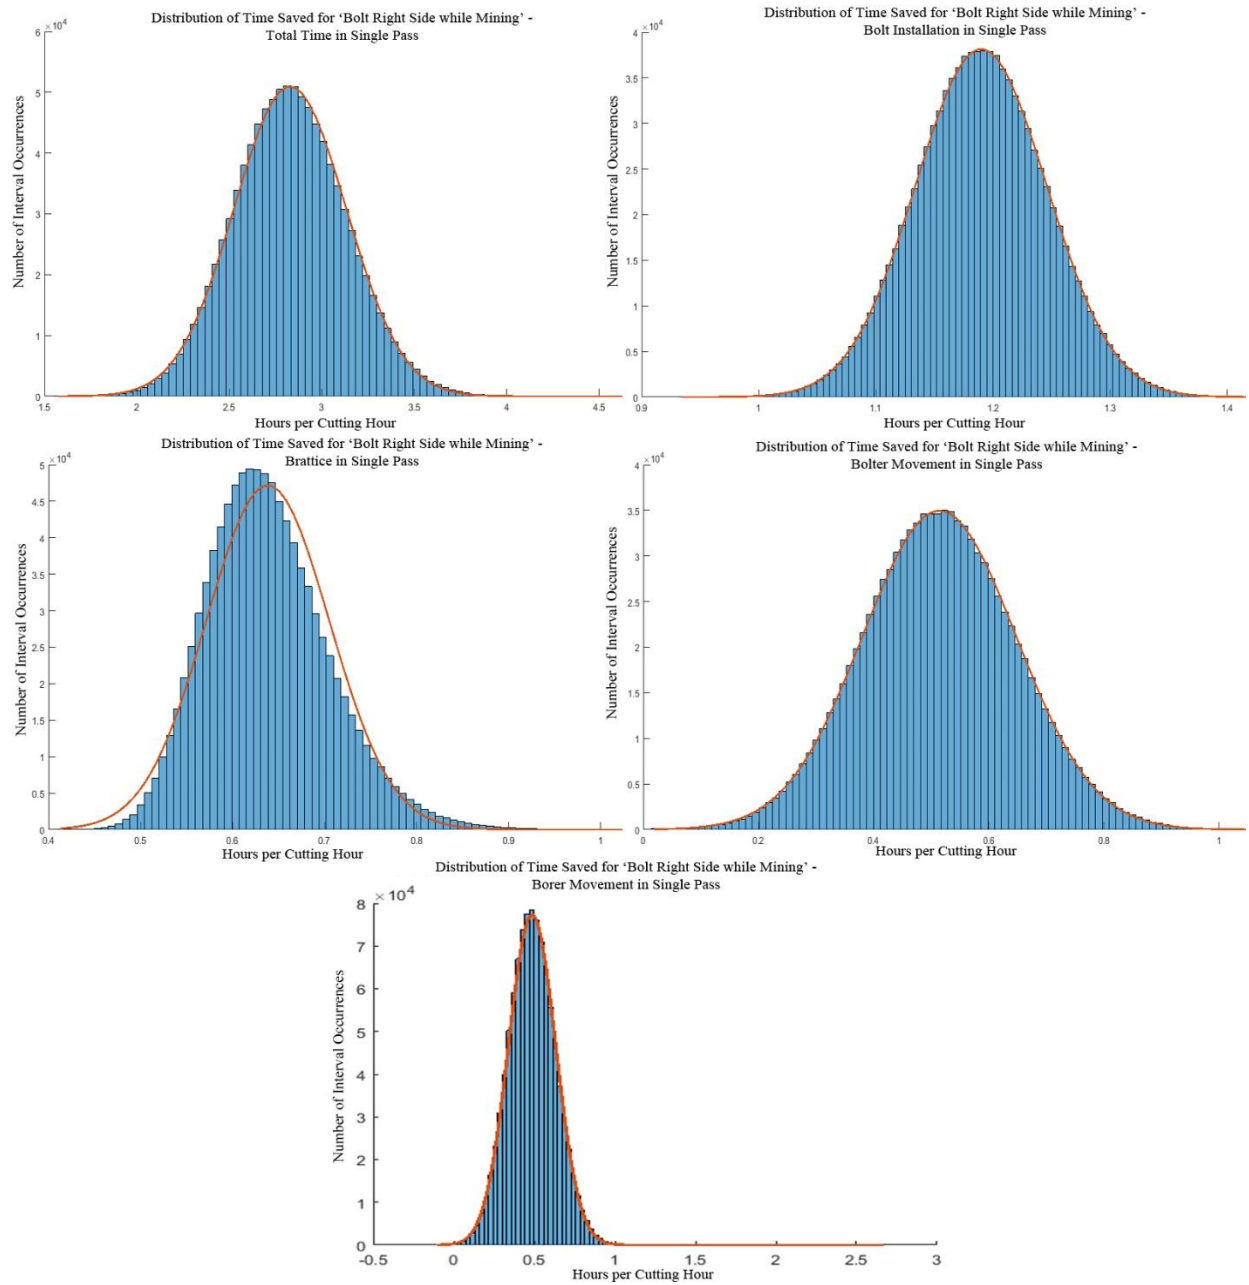 Distribution of Time Saved for ‘Bolt Right Side while Mining’ -
Total Time in Single Pass
×10⁴
6
5
4
3
2
1
0
Number of Interval Occurrences
1.5 2 2.5 3 3.5 4 4.5
Hours per Cutting Hour
Distribution of Time Saved for ‘Bolt Right Side while Mining’ -
Bolt Installation in Single Pass
×10⁴
4
3.5
3
2.5
2
1.5
1
0.5
0
Number of Interval Occurrences
0.9 1 1.1 1.2 1.3 1.4
Hours per Cutting Hour
Distribution of Time Saved for ‘Bolt Right Side while Mining’ -
Brattice in Single Pass
×10⁴
5
4.5
4
3.5
3
2.5
2
1.5
1
0.5
0
Number of Interval Occurrences
0.4 0.5 0.6 0.7 0.8 0.9 1
Hours per Cutting Hour
Distribution of Time Saved for ‘Bolt Right Side while Mining’ -
Bolter Movement in Single Pass
×10⁴
4
3.5
3
2.5
2
1.5
1
0.5
0
Number of Interval Occurrences
0 0.2 0.4 0.6 0.8 1
Hours per Cutting Hour
Distribution of Time Saved for ‘Bolt Right Side while Mining’ -
Borer Movement in Single Pass
×10⁴
8
7
6
5
4
3
2
1
0
Number of Interval Occurrences
-0.5 0 0.5 1 1.5 2 2.5 3
Hours per Cutting Hour